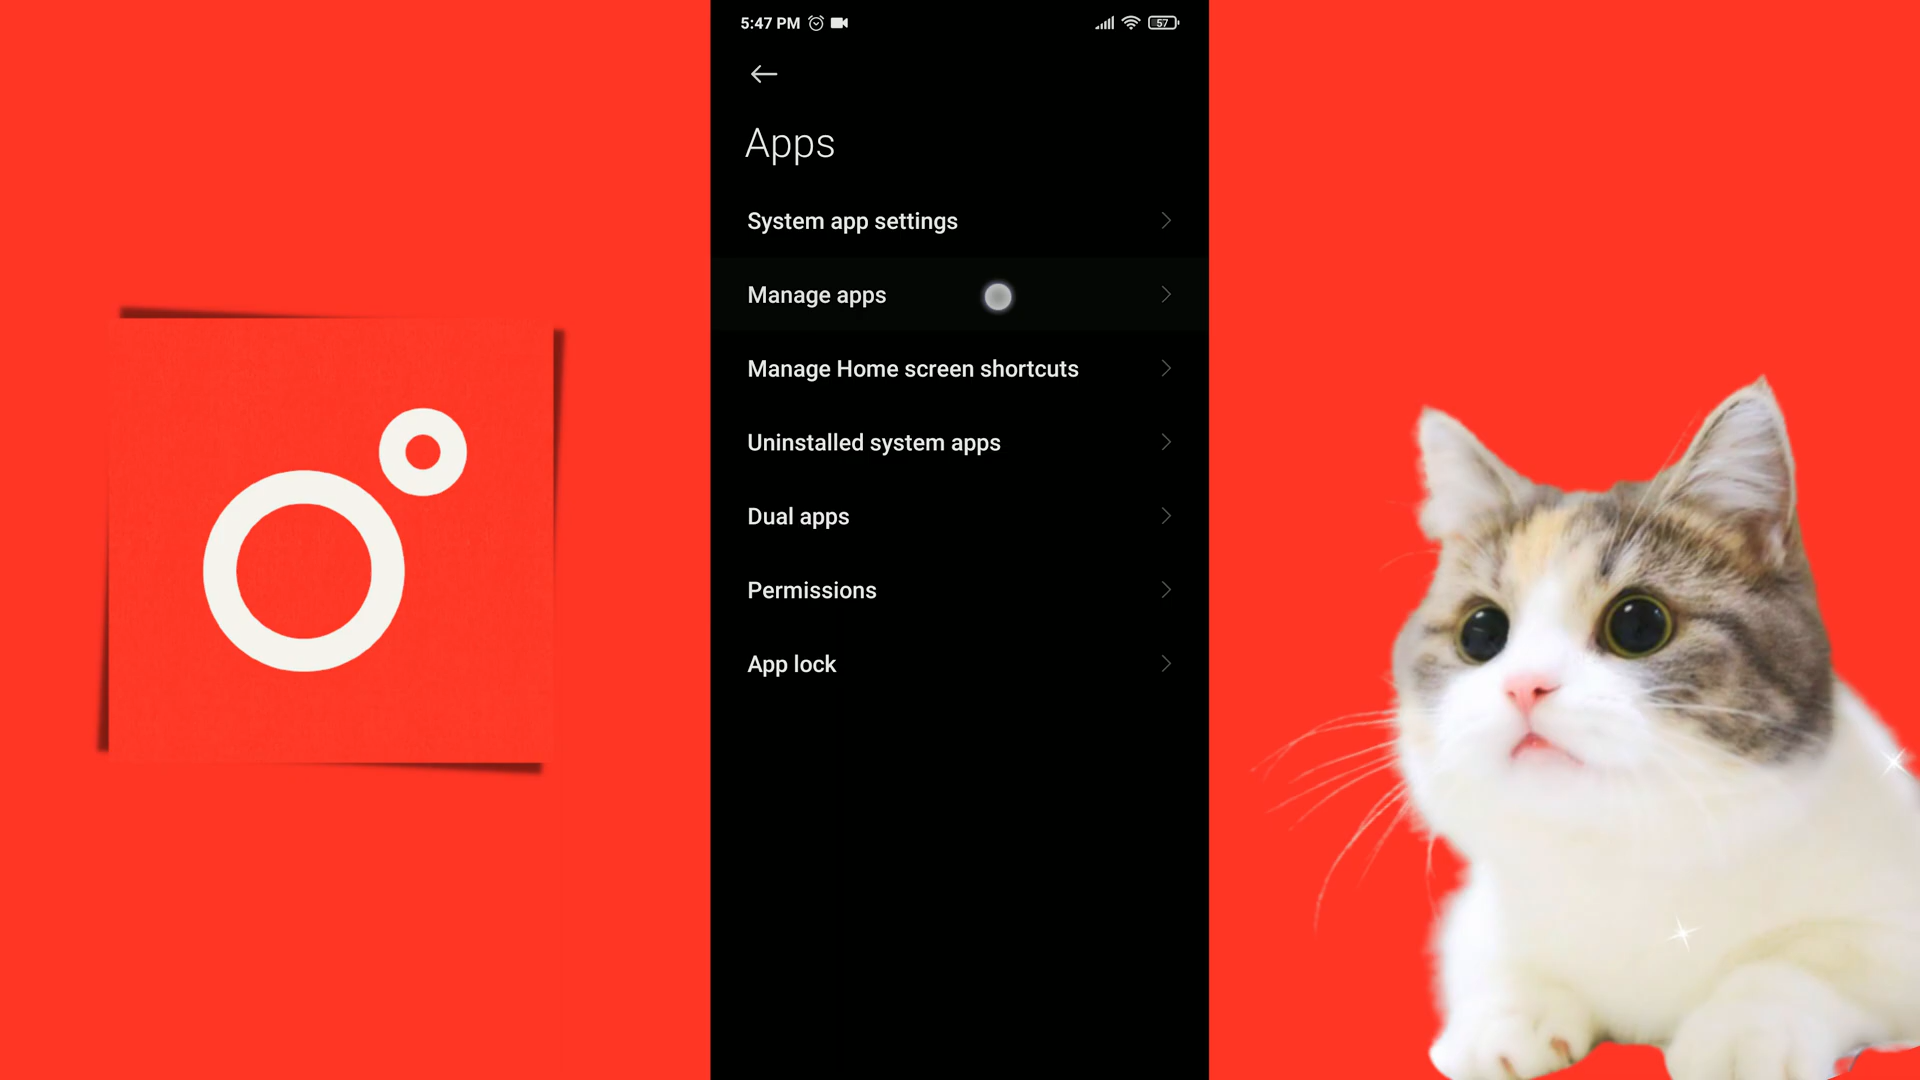 5:47 PM
57
Apps
System app settings
Manage apps
Manage Home screen shortcuts
Uninstalled system apps
Dual apps
Permissions
App lock